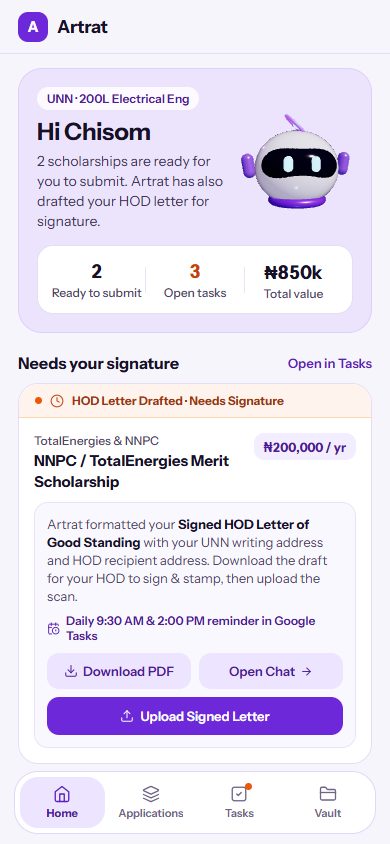 A Artrat
UNN · 200L Electrical Eng
Hi Chisom
2 scholarships are ready for
you to submit. Artrat has also
drafted your HOD letter for
signature.
2 3 ₦850k
Ready to submit Open tasks Total value
Needs your signature Open in Tasks
HOD Letter Drafted · Needs Signature
TotalEnergies & NNPC ₦200,000 / yr
NNPC / TotalEnergies Merit
Scholarship
Artrat formatted your Signed HOD Letter of
Good Standing with your UNN writing address
and HOD recipient address. Download the draft
for your HOD to sign & stamp, then upload the
scan.
Daily 9:30 AM & 2:00 PM reminder in Google
Tasks
Download PDF Open Chat →
Upload Signed Letter
Home Applications Tasks Vault